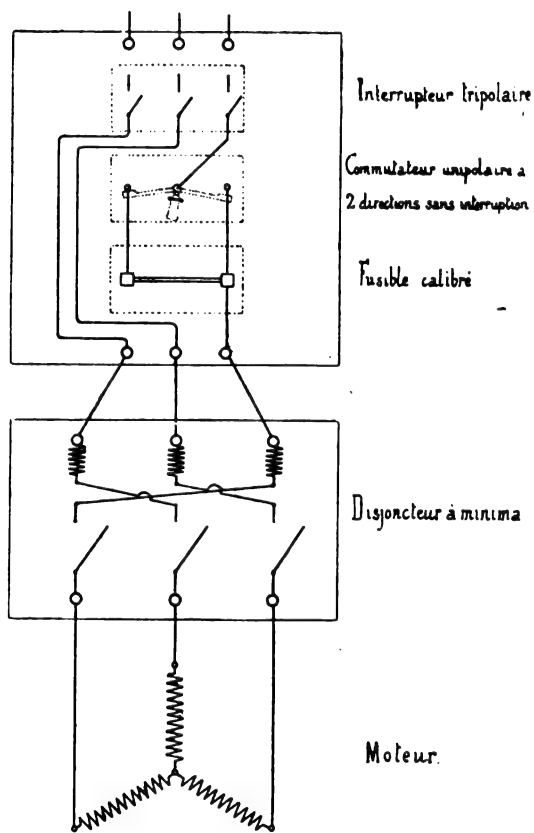 Interrupteur tripolaire
Commutateur unipolaire a
2 directions sans interruption
Fusible calibré
Disjoncteur à minima
Moteur.